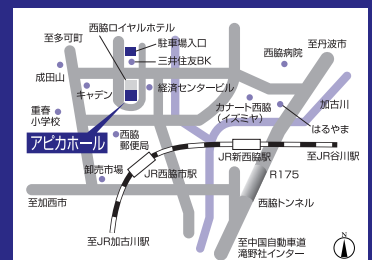 西脇ロイヤルホテル
至多可町
駐車場入口
至丹波市
三井住友BK
西脇病院
成田山
キャデン
経済センタービル
加古川
重春
小学校
カナート西脇
(イズミヤ)
はるやま
アピカホール
西脇
郵便局
JR新西脇駅
至JR谷川駅
卸売市場
JR西脇市駅
R175
至加西市
西脇トンネル
至JR加古川駅
至中国自動車道
滝野社インター
N